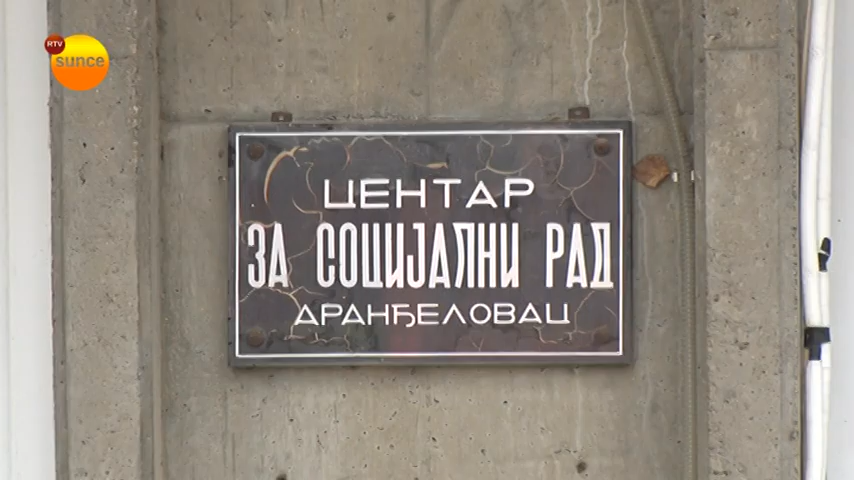 RTV
sunce
ЦЕНТАР
ЗА СОЦИЈАЛНИ РАД
АРАНЂЕЛОВАЦ